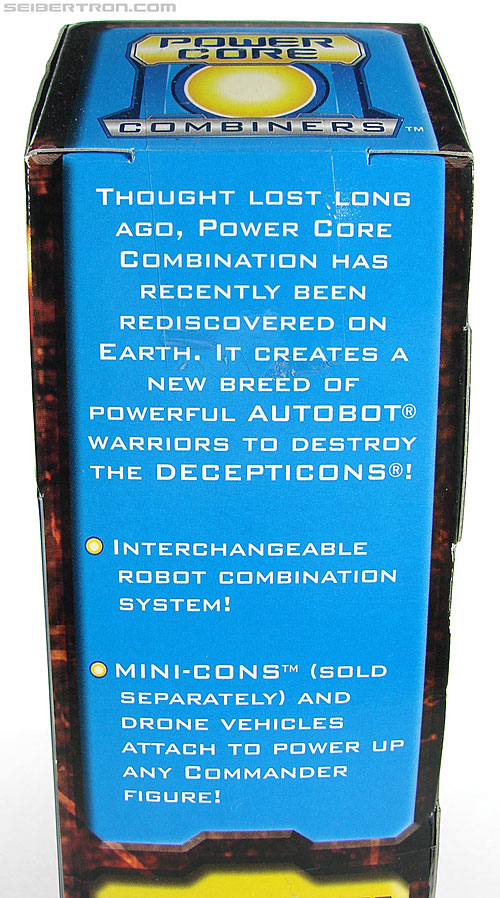 SEIBERTRON.COM
POWER
CORE
COMBINERS™
THOUGHT LOST LONG
AGO, POWER CORE
COMBINATION HAS
RECENTLY BEEN
REDISCOVERED ON
EARTH. IT CREATES A
NEW BREED OF
POWERFUL AUTOBOT®
WARRIORS TO DESTROY
THE DECEPTICONS®!
INTERCHANGEABLE
ROBOT COMBINATION
SYSTEM!
MINI-CONS™ (SOLD
SEPARATELY) AND
DRONE VEHICLES
ATTACH TO POWER UP
ANY COMMANDER
FIGURE!